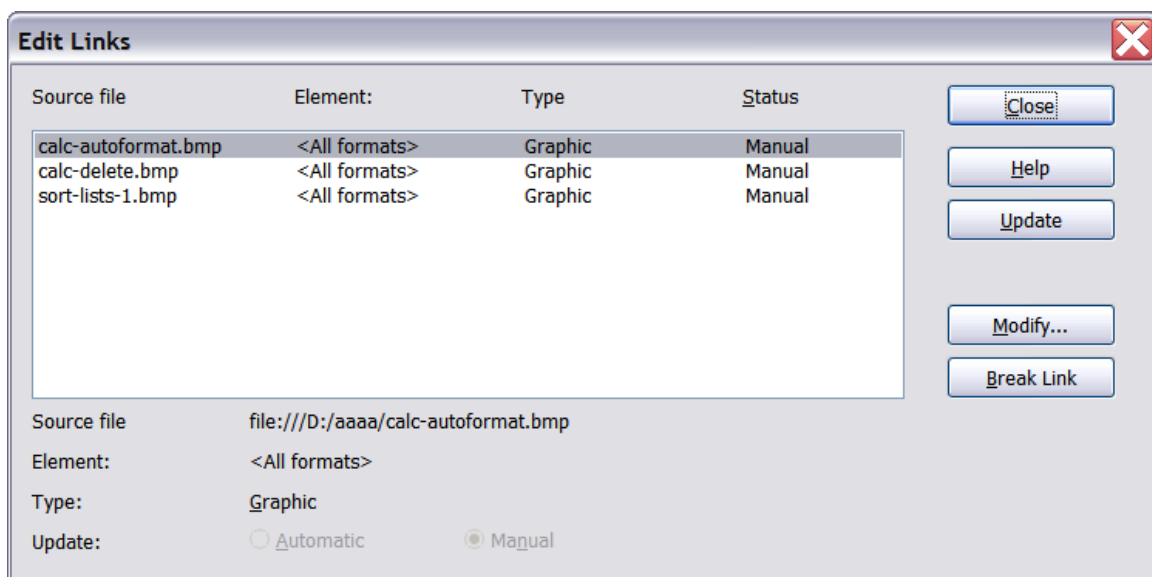 Edit Links
Source file Element: Type Status
Close
calc-autoformat.bmp <All formats> Graphic Manual
calc-delete.bmp <All formats> Graphic Manual
sort-lists-1.bmp <All formats> Graphic Manual
Help
Update
Modify...
Break Link
Source file file:///D:/aaaa/calc-autoformat.bmp
Element: <All formats>
Type: Graphic
Update: Automatic Manual